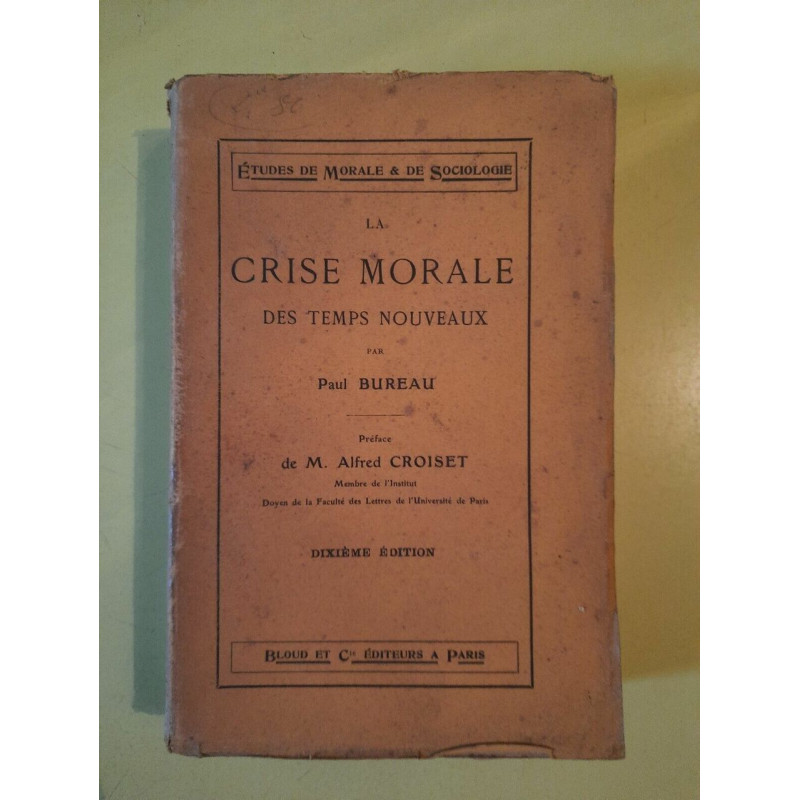 ÉTUDES DE MORALE & DE SOCIOLOGIE
LA
CRISE MORALE
DES TEMPS NOUVEAUX
PAR
Paul BUREAU
Préface
de M. Alfred CROISET
Membre de l'Institut
Doyen de la Faculté des Lettres de l'Université de Paris
DIXIÈME ÉDITION
BLOUD ET Cie ÉDITEURS A PARIS